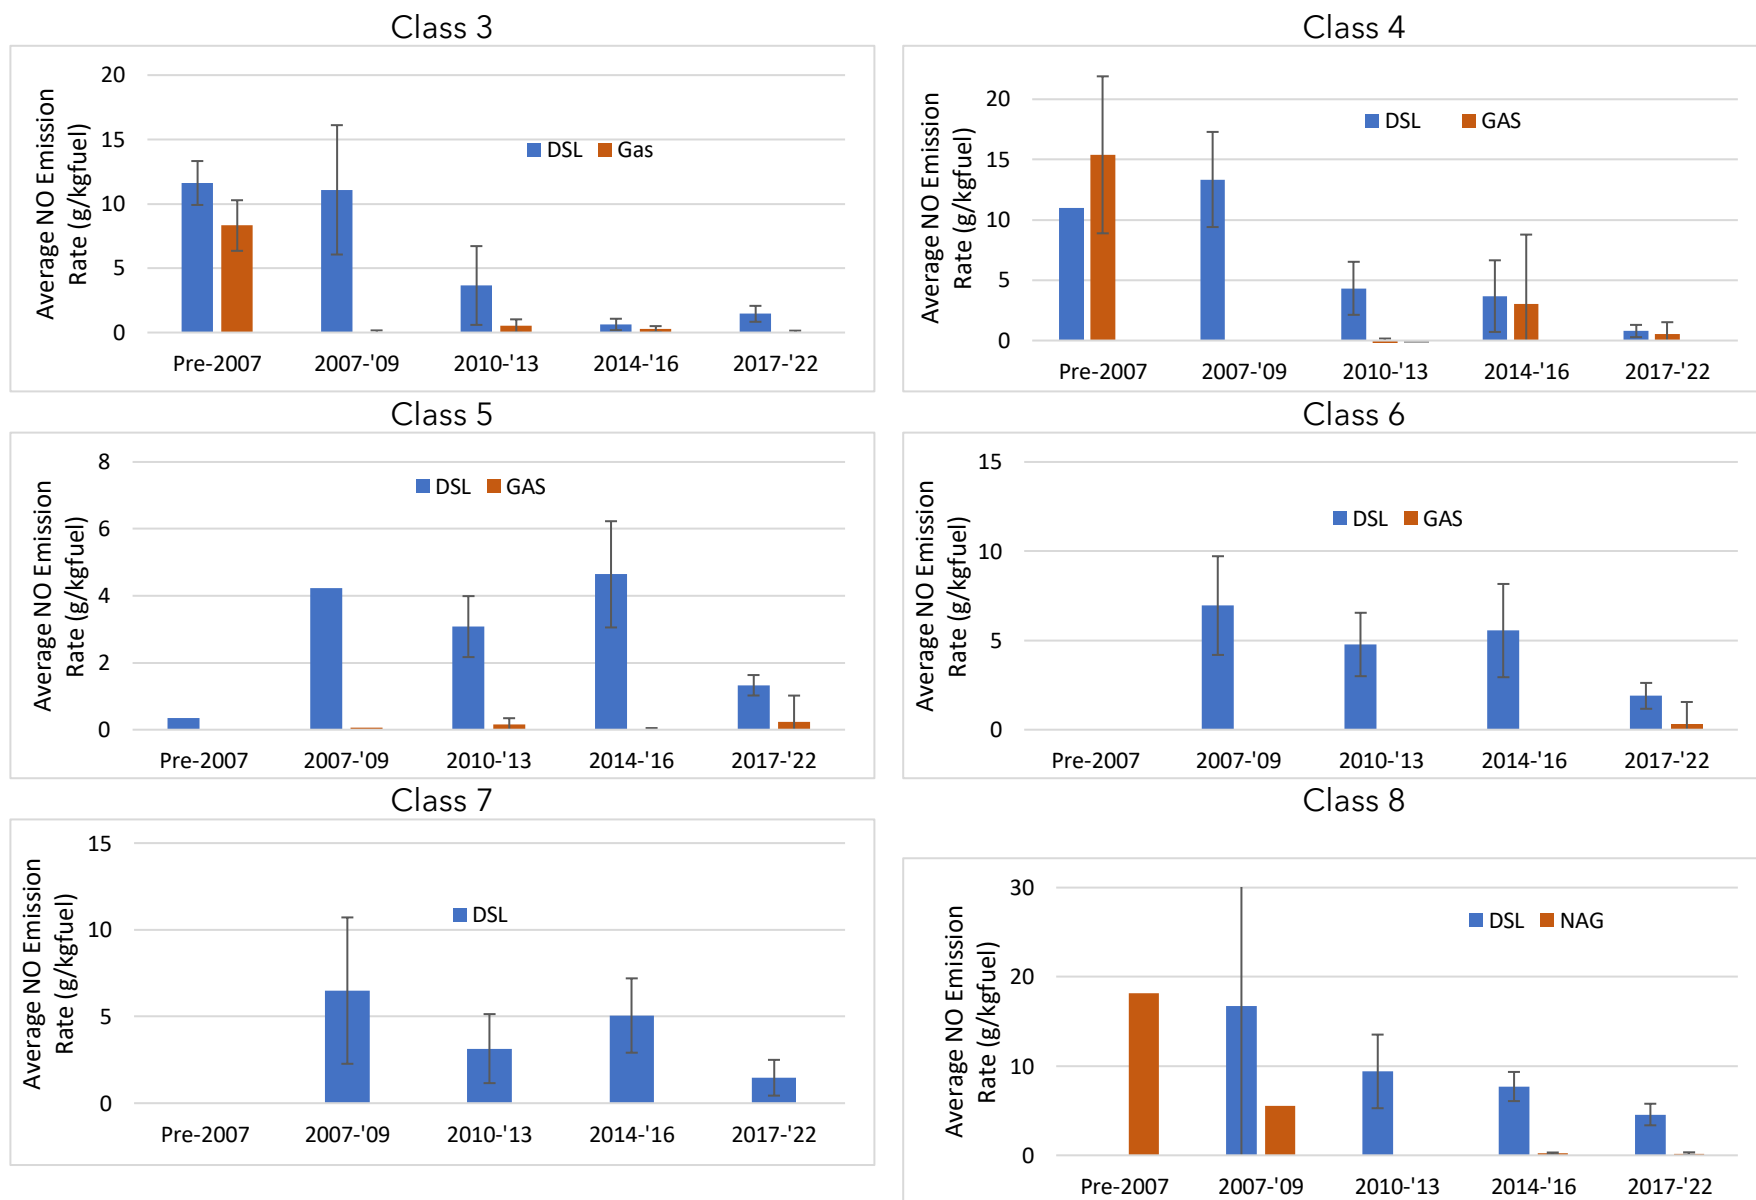 Class 3
Average NO Emission
Rate (g/kgfuel)
20
15
10
5
0
DSL Gas
Pre-2007 2007-'09 2010-'13 2014-'16 2017-'22
Class 4
Average NO Emission
Rate (g/kgfuel)
20
15
10
5
0
DSL GAS
Pre-2007 2007-'09 2010-'13 2014-'16 2017-'22
Class 5
Average NO Emission
Rate (g/kgfuel)
8
6
4
2
0
DSL GAS
Pre-2007 2007-'09 2010-'13 2014-'16 2017-'22
Class 6
Average NO Emission
Rate (g/kgfuel)
15
10
5
0
DSL GAS
Pre-2007 2007-'09 2010-'13 2014-'16 2017-'22
Class 7
Average NO Emission
Rate (g/kgfuel)
15
10
5
0
DSL
Pre-2007 2007-'09 2010-'13 2014-'16 2017-'22
Class 8
Average NO Emission
Rate (g/kgfuel)
30
20
10
0
DSL NAG
Pre-2007 2007-'09 2010-'13 2014-'16 2017-'22